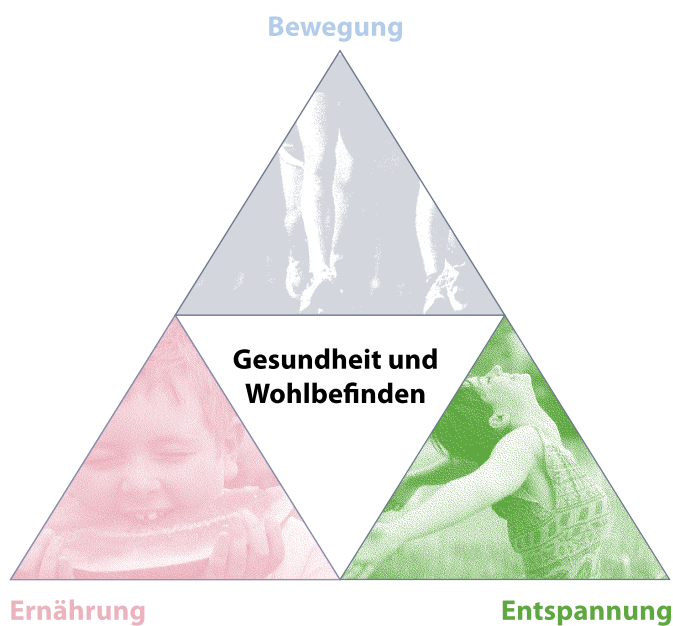 Bewegung
Gesundheit und
Wohlbefinden
Ernährung
Entspannung